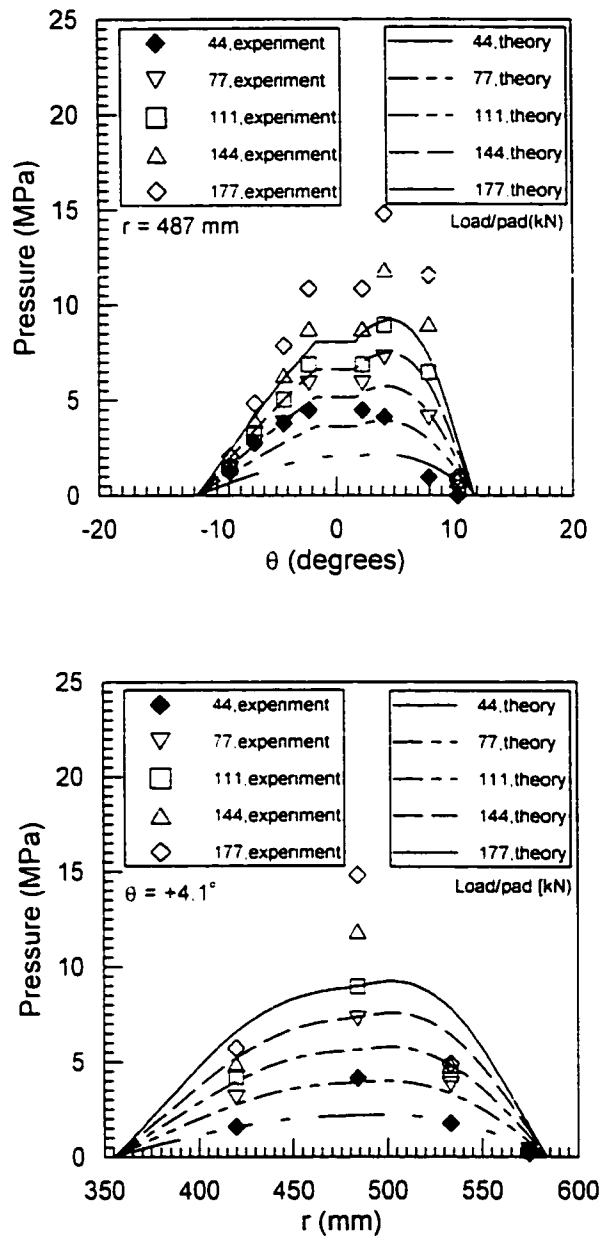 25
20
15
10
5
0
Pressure (MPa)
44,experiment
77,experiment
111,experiment
144,experiment
177,experiment
44,theory
77,theory
111,theory
144,theory
177,theory
r = 487 mm
Load/pad(kN)
-20
-10
0
10
20
θ (degrees)
25
20
15
10
5
0
Pressure (MPa)
44,experiment
77,experiment
111,experiment
144,experiment
177,experiment
44,theory
77,theory
111,theory
144,theory
177,theory
θ = +4.1°
Load/pad [kN)
350
400
450
500
550
600
r (mm)